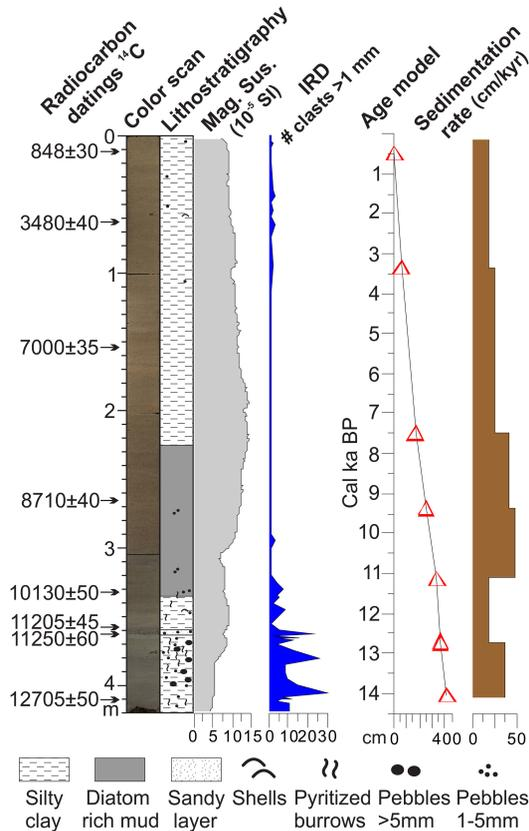 Radiocarbon
datings ¹⁴C
Color scan
Lithostratigraphy
Mag. Sus.
(10⁻⁵ SI)
IRD
# clasts >1 mm
Age model
Sedimentation
rate (cm/kyr)
0
848±30
3480±40
1
7000±35
2
8710±40
3
10130±50
11205±45
11250±60
4
12705±50
m
0 5 10 15
0 10 20 30
Cal ka BP
1
2
3
4
5
6
7
8
9
10
11
12
13
14
cm 0 400
0 50
Silty
clay
Diatom
rich mud
Sandy
layer
Shells
Pyritized
burrows
Pebbles
>5mm
Pebbles
1-5mm